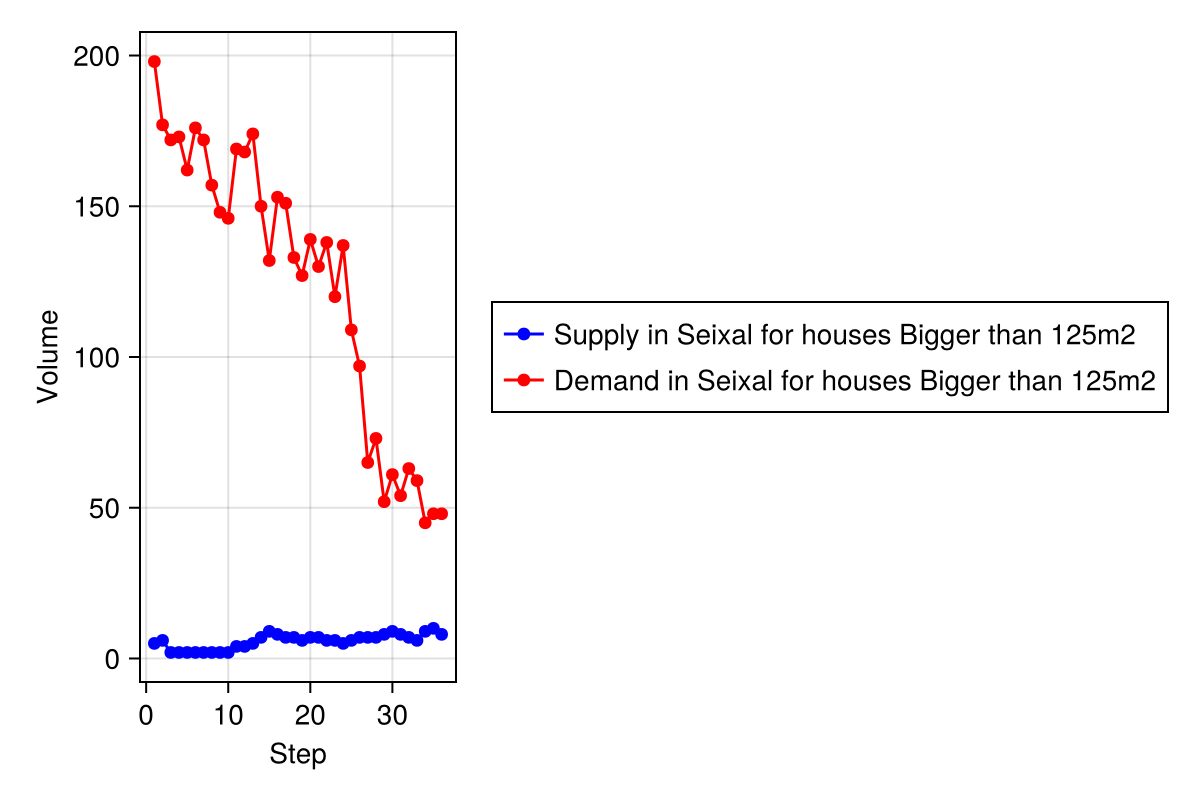 200
150
100
50
0
Volume
0 10 20 30
Step
Supply in Seixal for houses Bigger than 125m2
Demand in Seixal for houses Bigger than 125m2